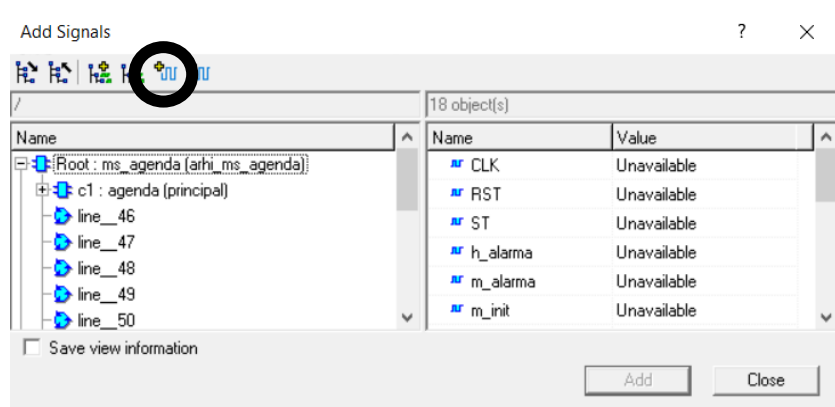 Add Signals ?
/ 18 object(s)
Name Name Value
Root : ms_agenda (arhi_ms_agenda) CLK Unavailable
c1 : agenda (principal) RST Unavailable
line__46 ST Unavailable
line__47 h_alarma Unavailable
line__48 m_alarma Unavailable
line__49 m_init Unavailable
line__50
Save view information
Add Close